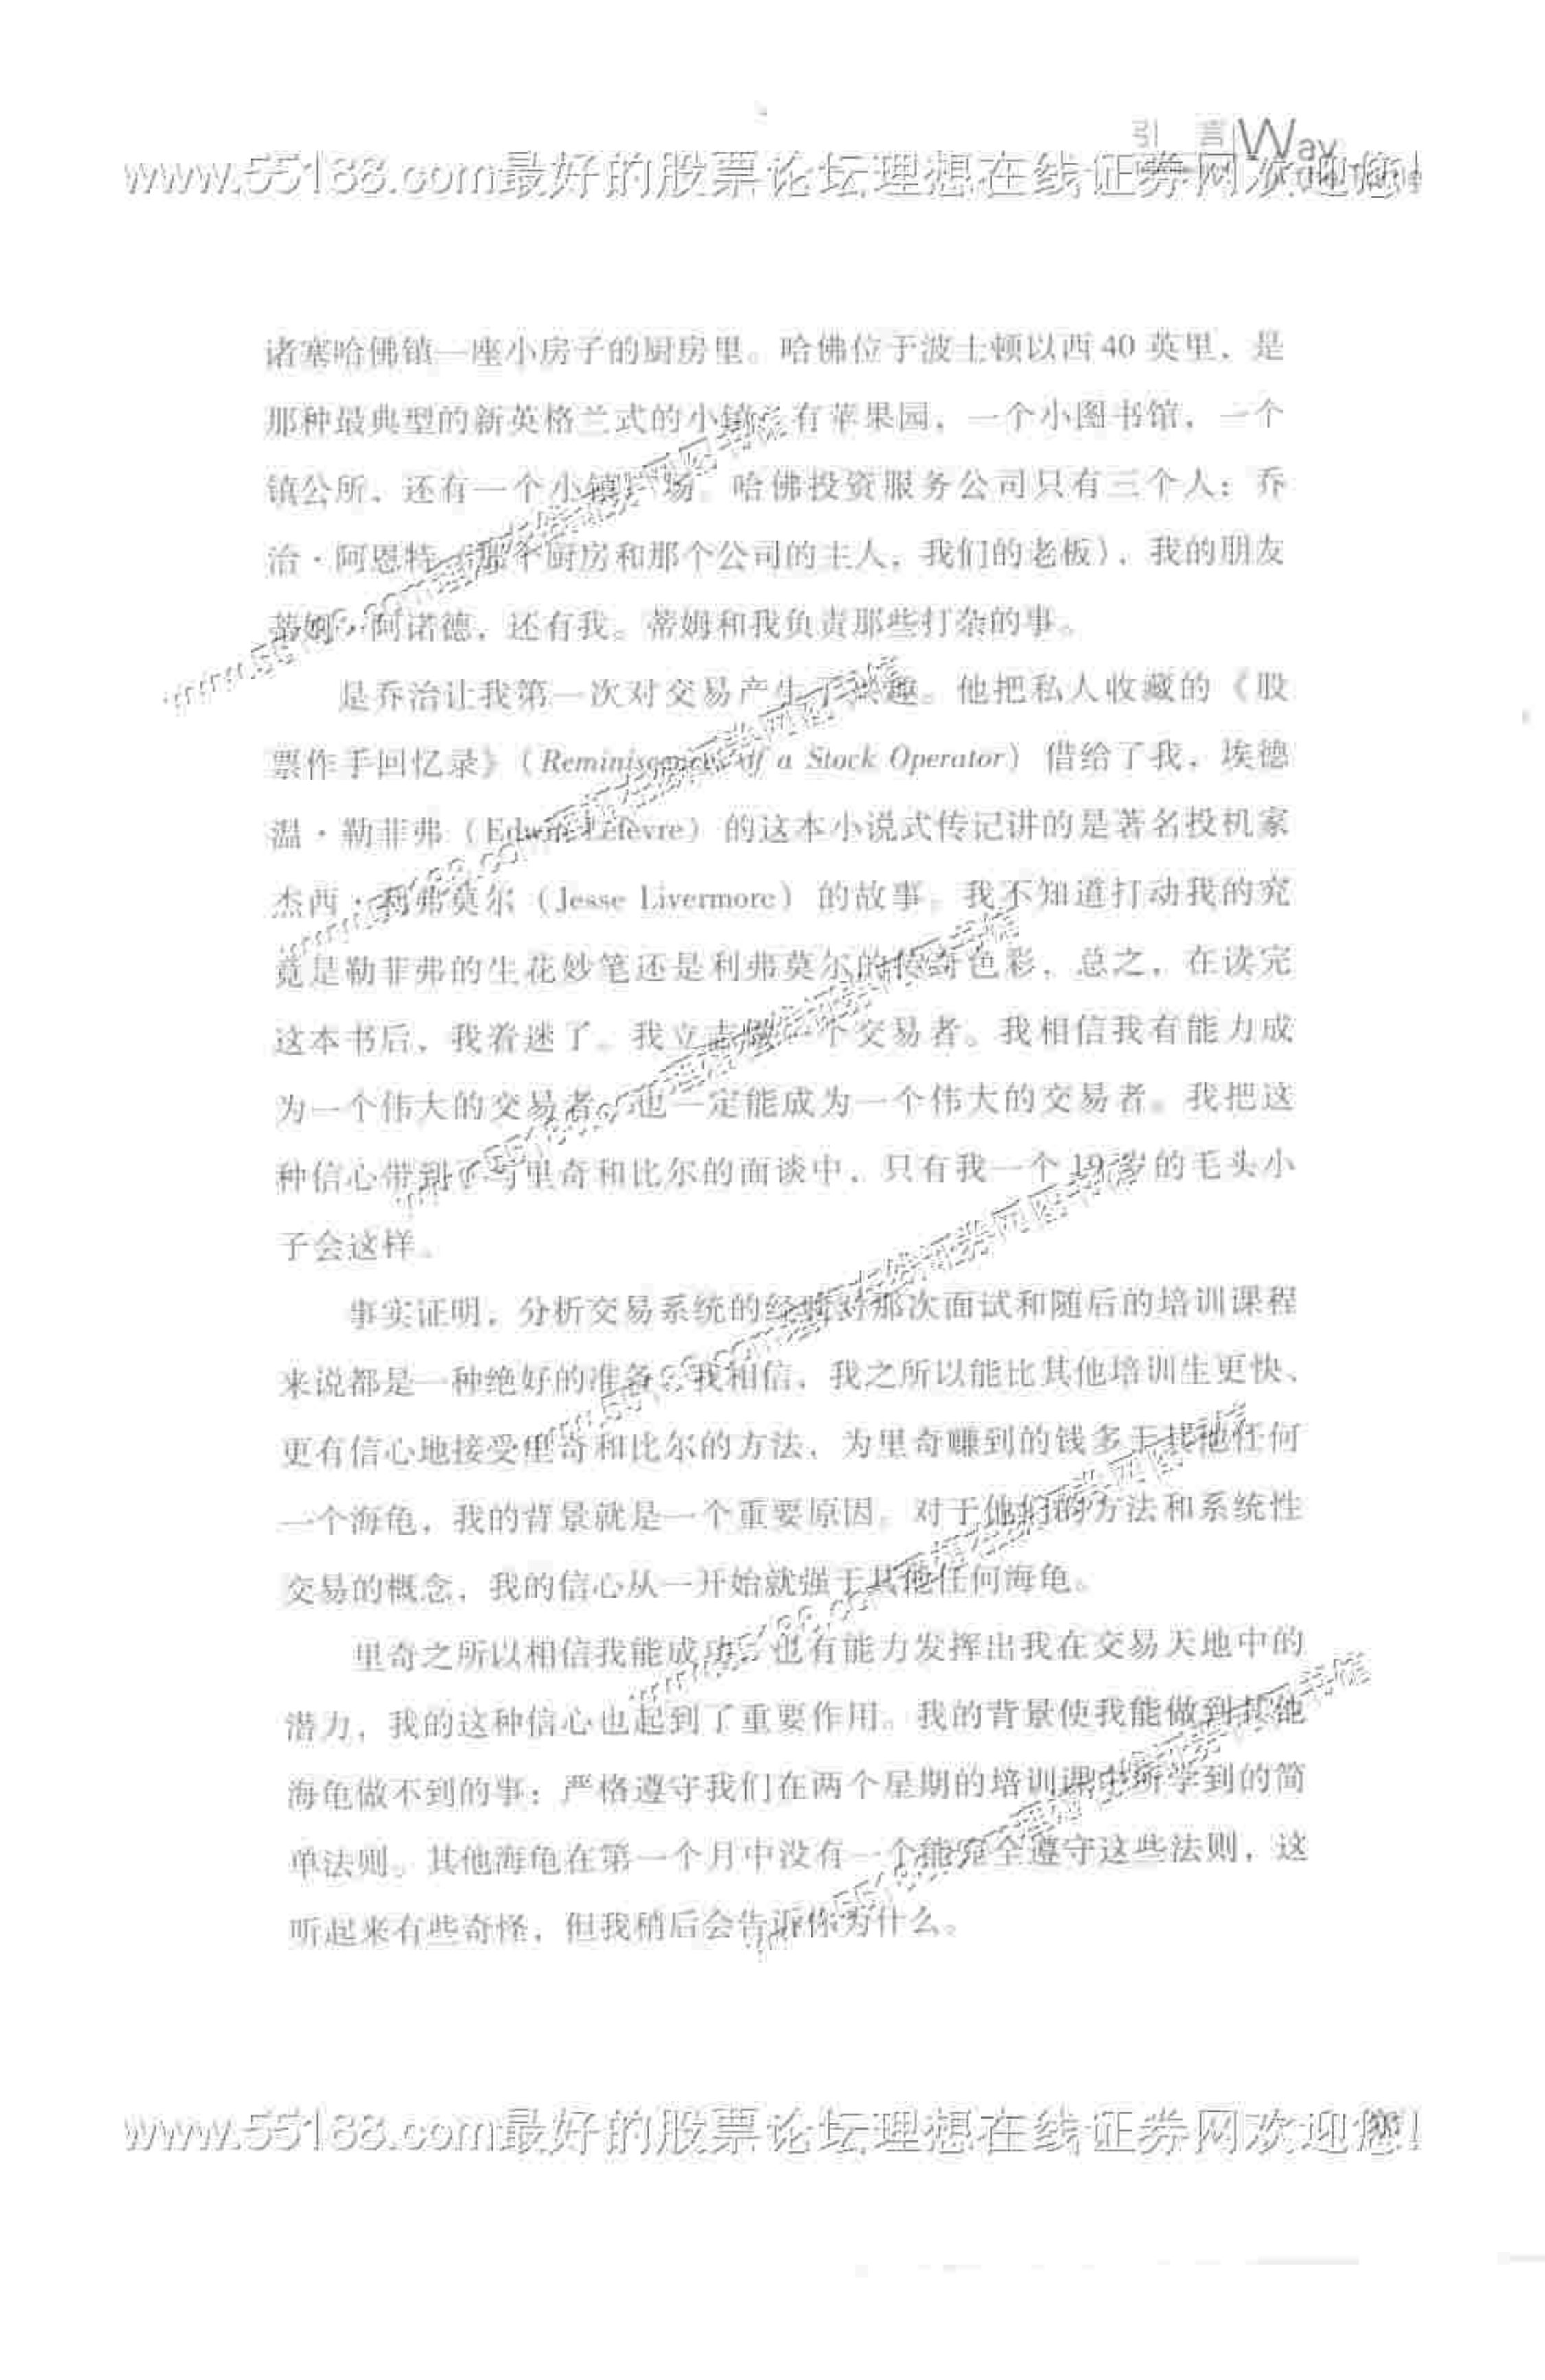 引 言 Way
www.55188.com最好的股票论坛理想在线证券网欢迎您!
诸塞哈佛镇一座小房子的厨房里。哈佛位于波士顿以西40 英里，是
那种最典型的新英格兰式的小镇，有苹果园，一个小图书馆，一个
镇公所，还有一个小镇广场。哈佛投资服务公司只有三个人：乔
治·阿恩特（那个厨房和那个公司的主人，我们的老板），我的朋友
蒂姆·阿诺德，还有我。蒂姆和我负责那些打杂的事。
是乔治让我第一次对交易产生了兴趣。他把私人收藏的《股
票作手回忆录》（Reminiscences of a Stock Operator）借给了我，埃德
温·勒菲弗（Edwin Lefevre）的这本小说式传记讲的是著名投机家
杰西·利弗莫尔（Jesse Livermore）的故事。我不知道打动我的究
竟是勒菲弗的生花妙笔还是利弗莫尔的传奇色彩，总之，在读完
这本书后，我着迷了。我立志做一个交易者。我相信我有能力成
为一个伟大的交易者，也一定能成为一个伟大的交易者。我把这
种信心带到了与里奇和比尔的面谈中，只有我一个19岁的毛头小
子会这样。
事实证明，分析交易系统的经验对那次面试和随后的培训课程
来说都是一种绝好的准备。我相信，我之所以能比其他培训生更快、
更有信心地接受里奇和比尔的方法，为里奇赚到的钱多于其他任何
一个海龟，我的背景就是一个重要原因。对于他们的方法和系统性
交易的概念，我的信心从一开始就强于其他任何海龟。
里奇之所以相信我能成功，也有能力发挥出我在交易天地中的
潜力，我的这种信心也起到了重要作用。我的背景使我能做到其他
海龟做不到的事：严格遵守我们在两个星期的培训课中所学到的简
单法则。其他海龟在第一个月中没有一个能完全遵守这些法则，这
听起来有些奇怪，但我稍后会告诉你为什么。
www.55188.com最好的股票论坛理想在线证券网欢迎您!